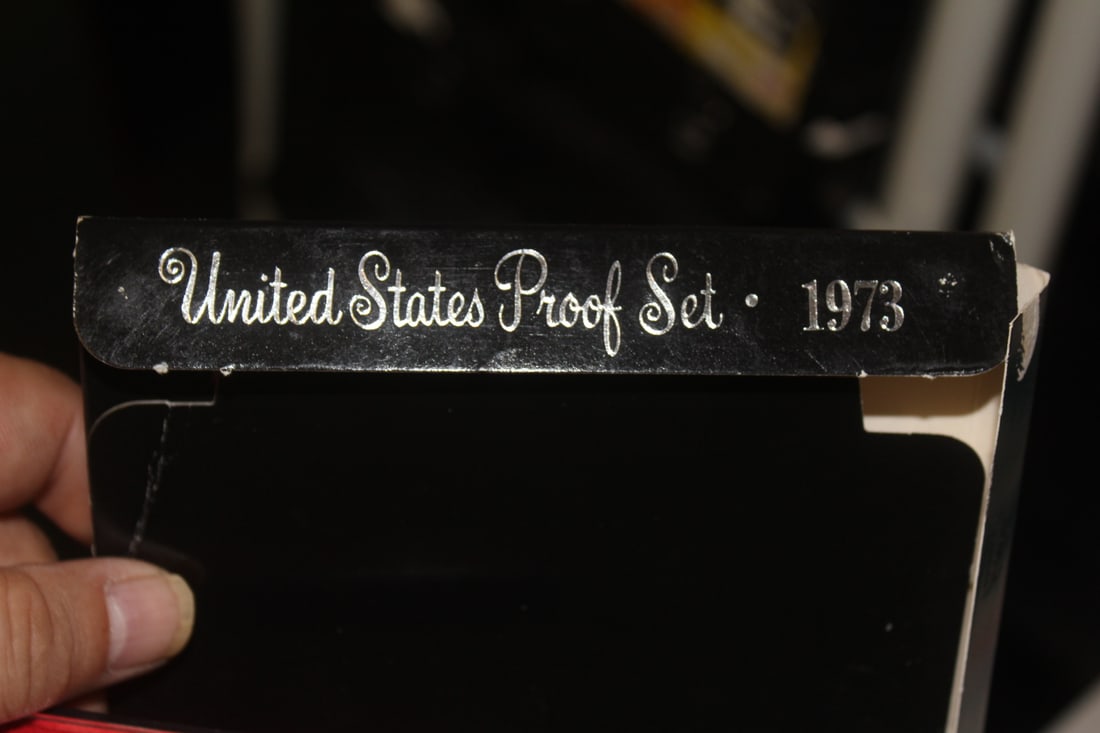 United States Proof Set • 1973